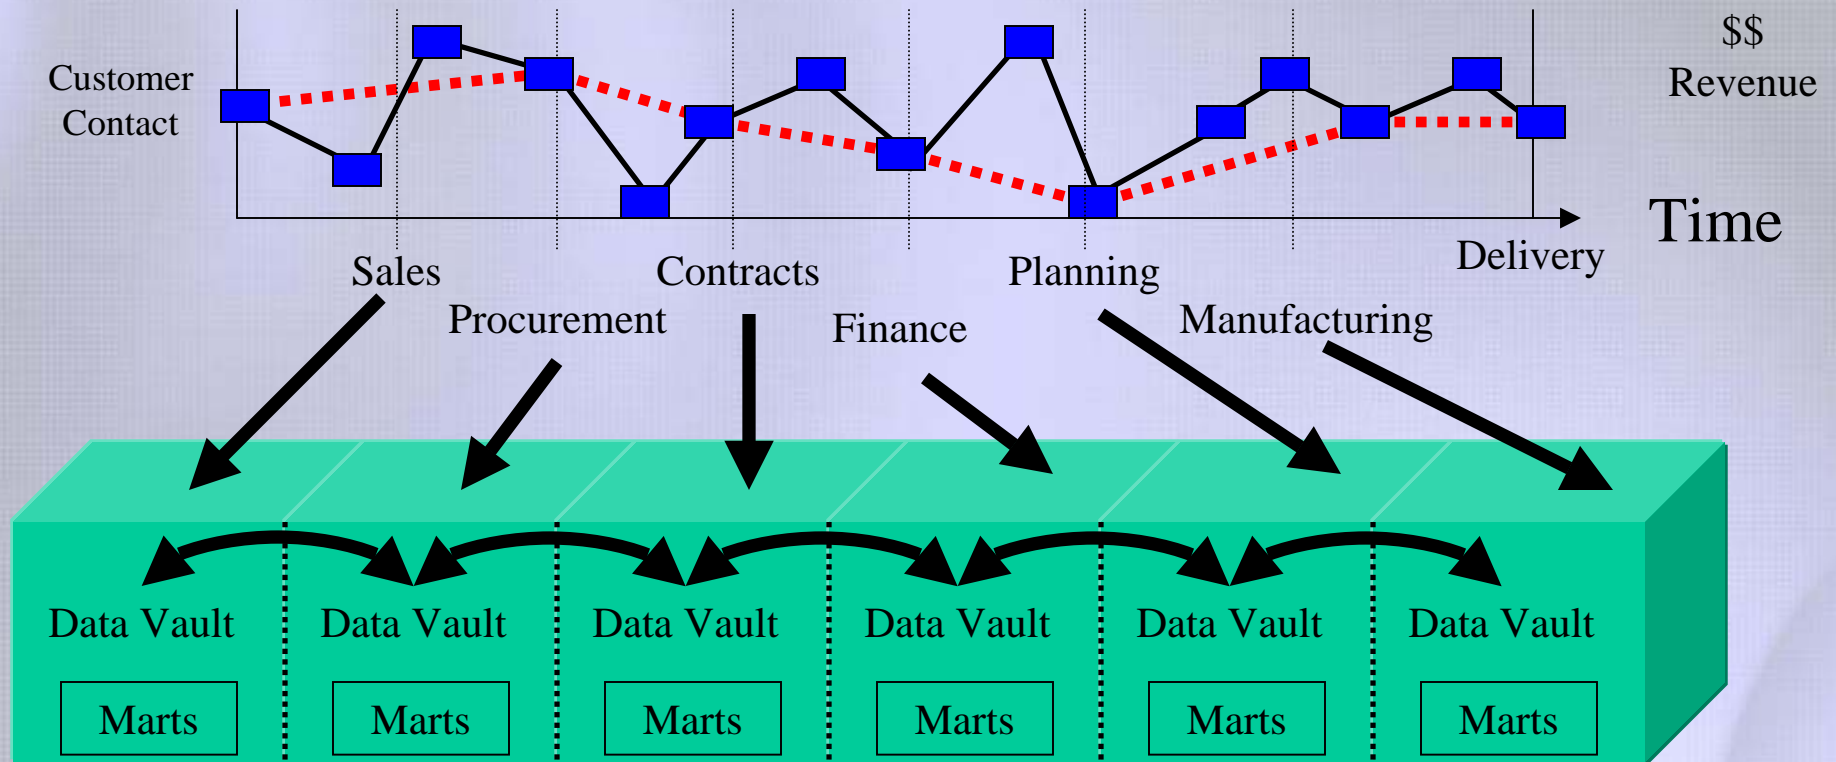 $$
Revenue
Customer
Contact
Time
Delivery
Sales
Contracts
Planning
Procurement
Finance
Manufacturing
Data Vault
Data Vault
Data Vault
Data Vault
Data Vault
Data Vault
Marts
Marts
Marts
Marts
Marts
Marts